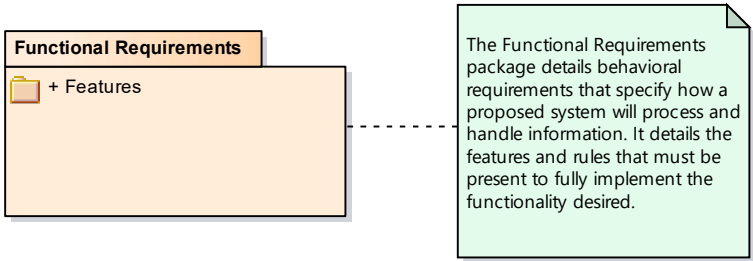 Functional Requirements
+ Features
The Functional Requirements
package details behavioral
requirements that specify how a
proposed system will process and
handle information. It details the
features and rules that must be
present to fully implement the
functionality desired.